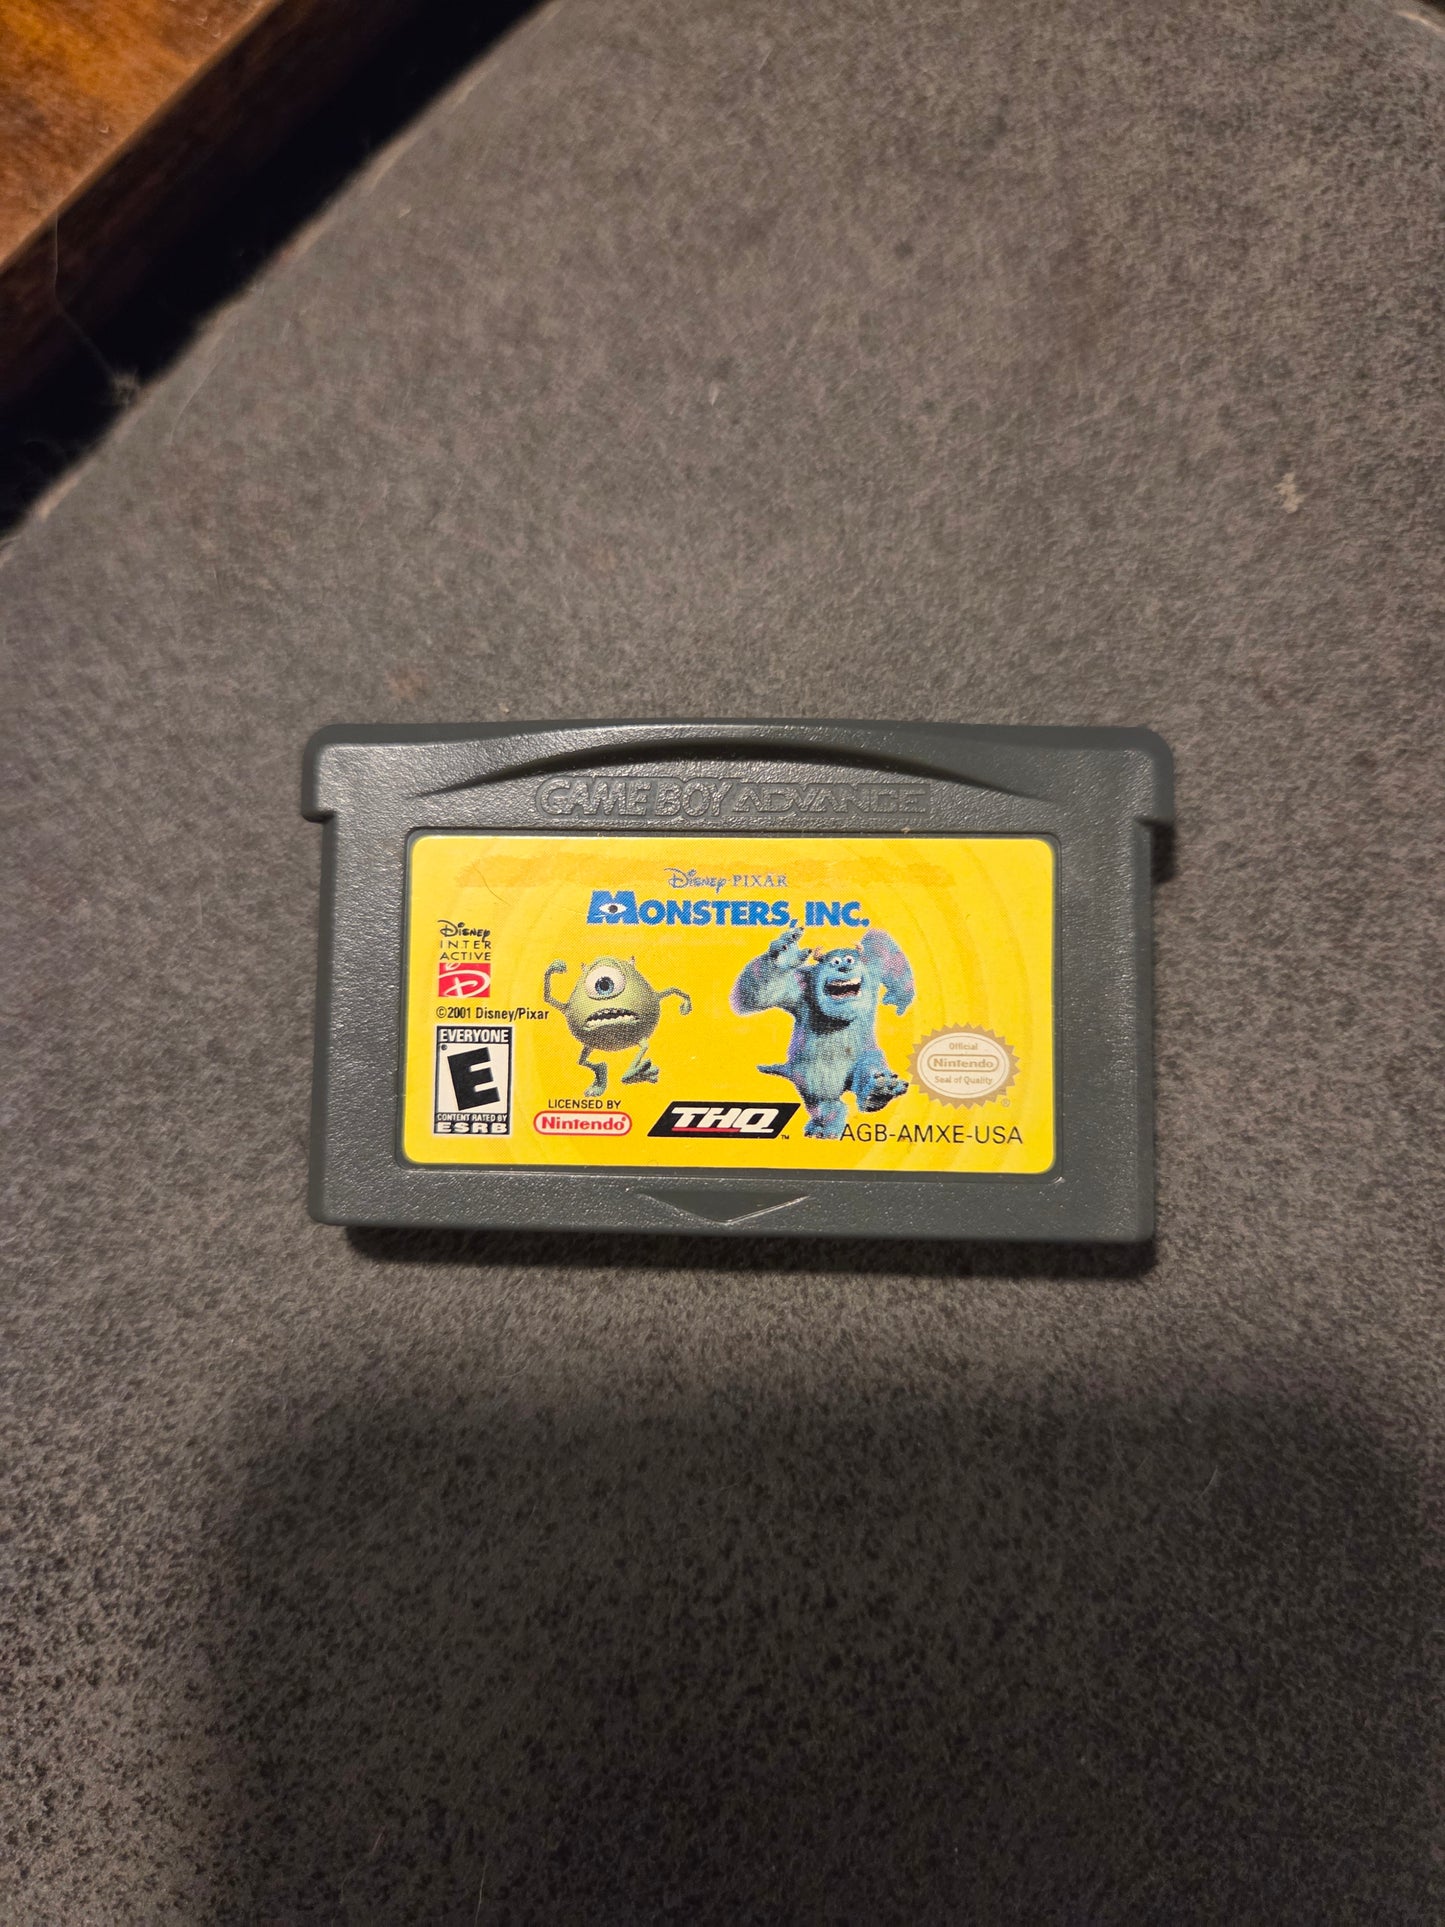 GAME BOY ADVANCE
Disney·PIXAR
MONSTERS, INC.
Disney
INTER
ACTIVE
D
©2001 Disney/Pixar
EVERYONE
E
CONTENT RATED BY
ESRB
LICENSED BY
Nintendo®
THQ™
Official
Nintendo
Seal of Quality
®
AGB-AMXE-USA